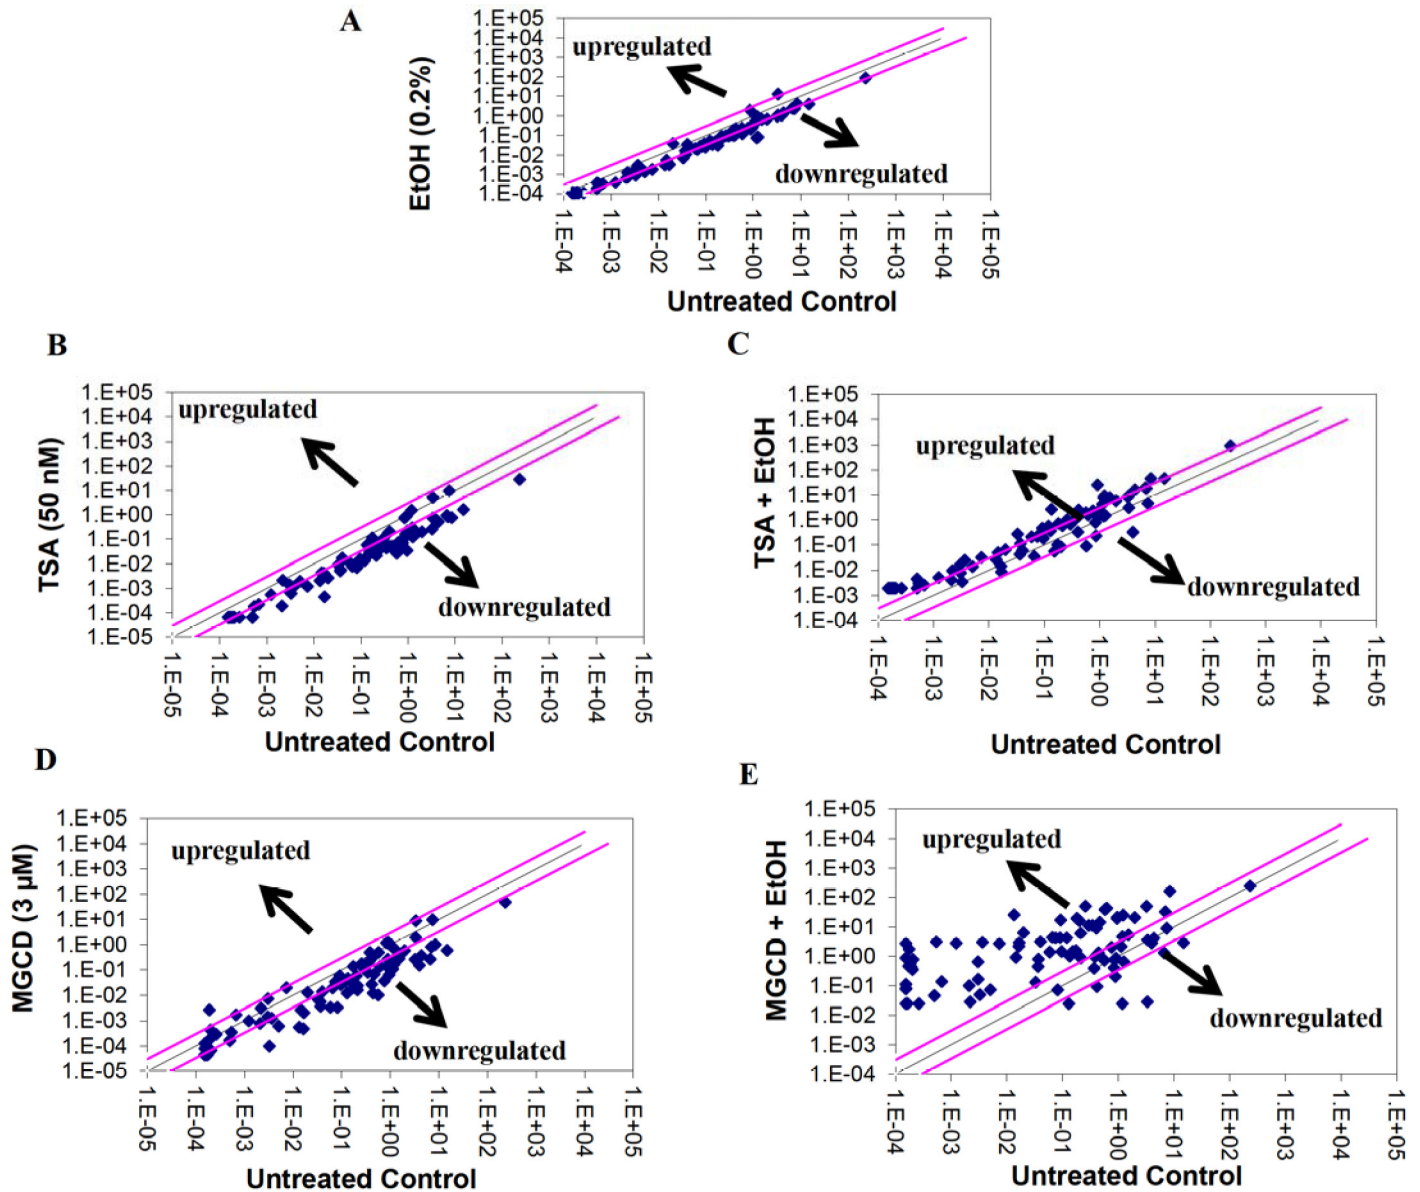 A
EtOH (0.2%)
1.E+05
1.E+04
1.E+03
1.E+02
1.E+01
1.E+00
1.E-01
1.E-02
1.E-03
1.E-04
upregulated
downregulated
1.E-04
1.E-03
1.E-02
1.E-01
1.E+00
1.E+01
1.E+02
1.E+03
1.E+04
1.E+05
Untreated Control
B
TSA (50 nM)
1.E+05
1.E+04
1.E+03
1.E+02
1.E+01
1.E+00
1.E-01
1.E-02
1.E-03
1.E-04
1.E-05
upregulated
downregulated
1.E-05
1.E-04
1.E-03
1.E-02
1.E-01
1.E+00
1.E+01
1.E+02
1.E+03
1.E+04
1.E+05
Untreated Control
C
TSA + EtOH
1.E+05
1.E+04
1.E+03
1.E+02
1.E+01
1.E+00
1.E-01
1.E-02
1.E-03
1.E-04
upregulated
downregulated
1.E-04
1.E-03
1.E-02
1.E-01
1.E+00
1.E+01
1.E+02
1.E+03
1.E+04
1.E+05
Untreated Control
D
MGCD (3 µM)
1.E+05
1.E+04
1.E+03
1.E+02
1.E+01
1.E+00
1.E-01
1.E-02
1.E-03
1.E-04
1.E-05
upregulated
downregulated
1.E-05
1.E-04
1.E-03
1.E-02
1.E-01
1.E+00
1.E+01
1.E+02
1.E+03
1.E+04
1.E+05
Untreated Control
E
MGCD + EtOH
1.E+05
1.E+04
1.E+03
1.E+02
1.E+01
1.E+00
1.E-01
1.E-02
1.E-03
1.E-04
upregulated
downregulated
1.E-04
1.E-03
1.E-02
1.E-01
1.E+00
1.E+01
1.E+02
1.E+03
1.E+04
1.E+05
Untreated Control